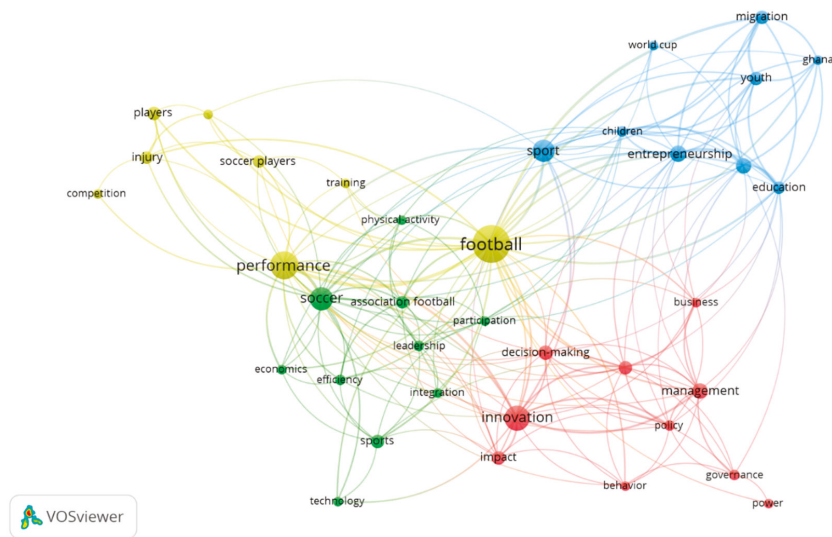 migration
world cup
ghana
youth
players
children
sport
entrepreneurship
injury
soccer players
education
training
competition
physical-activity
football
performance
soccer
association football
business
participation
leadership
decision-making
economics
efficiency
integration
management
innovation
policy
sports
impact
governance
behavior
technology
power
VOSviewer